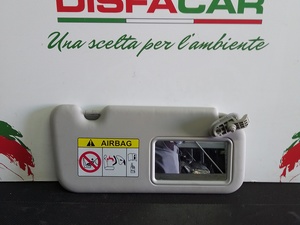 DISFACAR
Una scelta per l'ambiente
AIRBAG